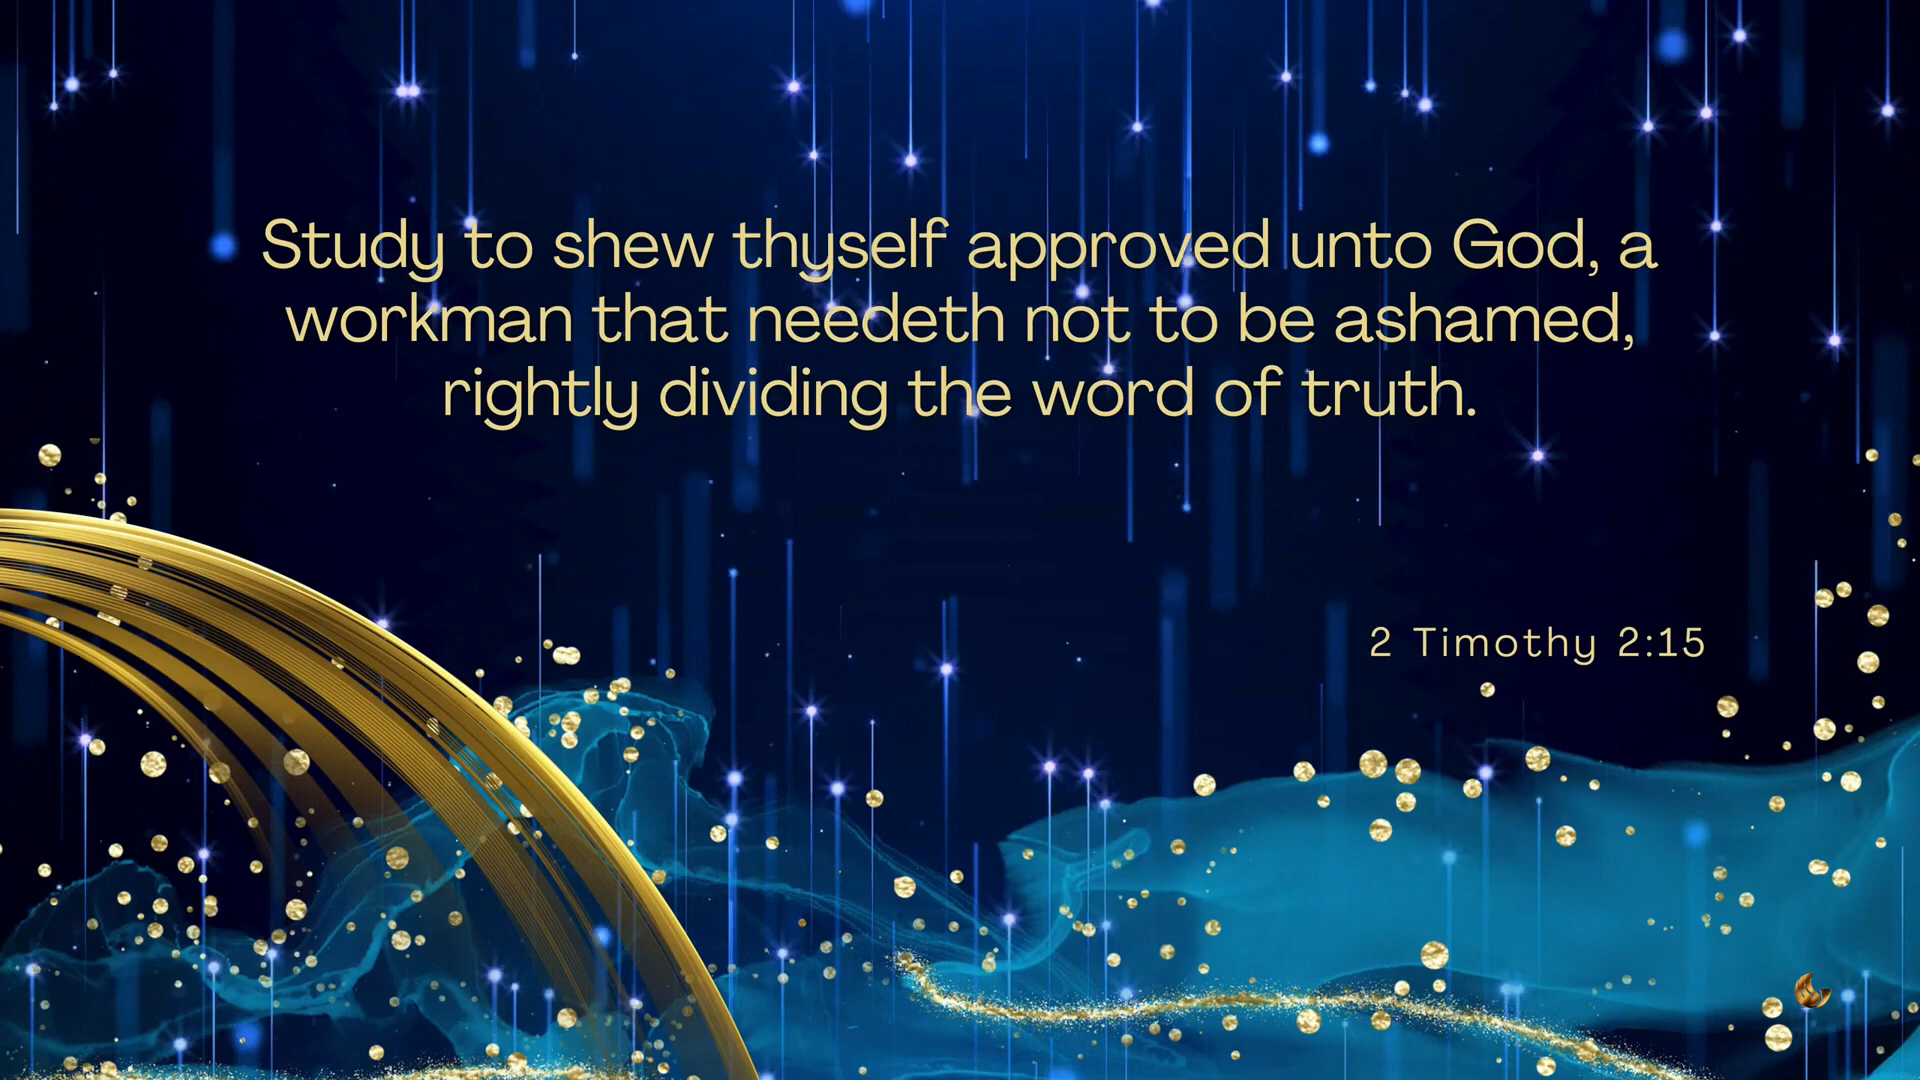 Study to shew thyself approved unto God, a
workman that needeth not to be ashamed,
rightly dividing the word of truth.
2 Timothy 2:15